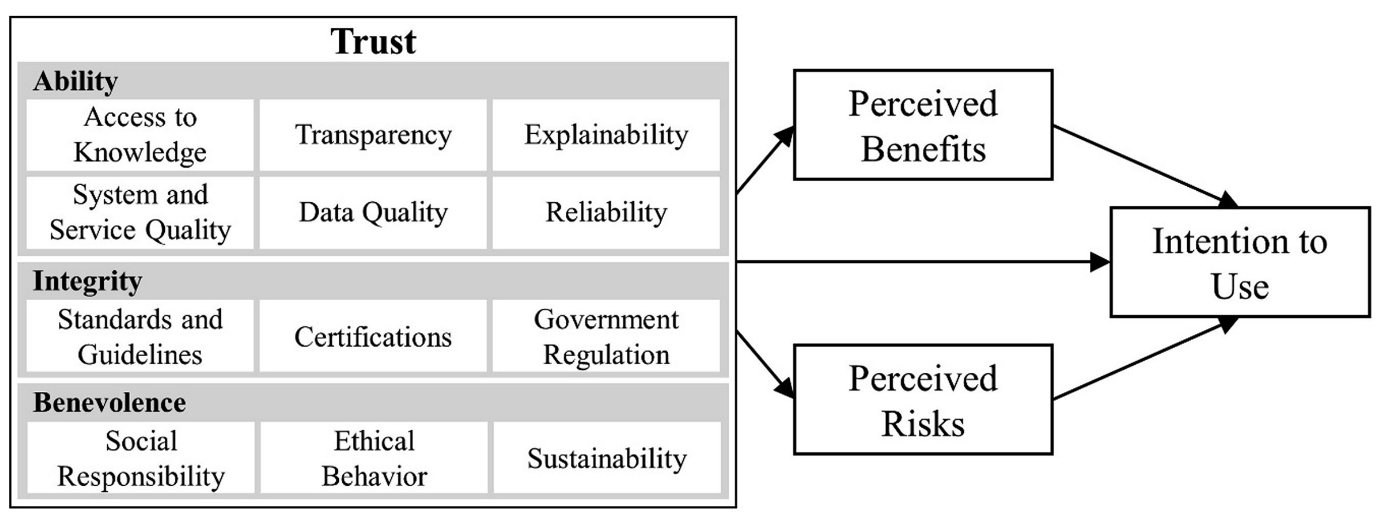 Trust
Ability
Access to
Knowledge
Transparency
Explainability
System and
Service Quality
Data Quality
Reliability
Integrity
Standards and
Guidelines
Certifications
Government
Regulation
Benevolence
Social
Responsibility
Ethical
Behavior
Sustainability
Perceived
Benefits
Intention to
Use
Perceived
Risks